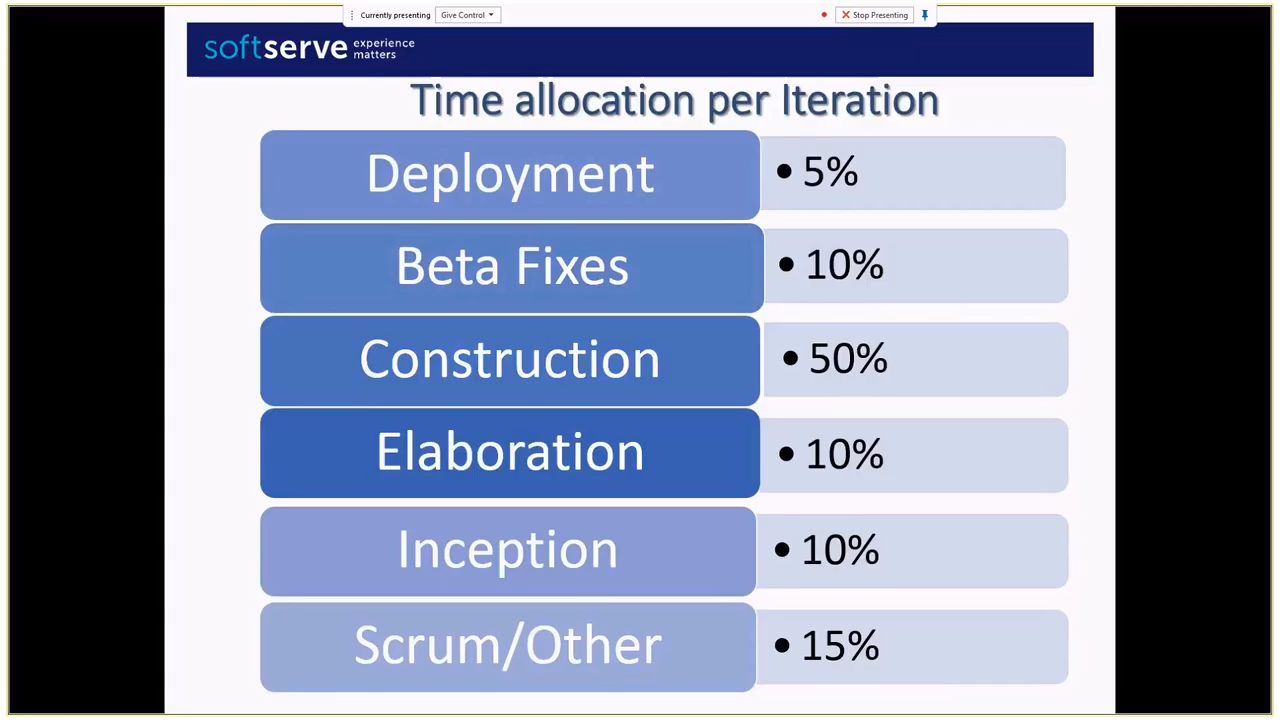 Currently presenting
Give Control
Stop Presenting
softserve experience
matters
Time allocation per Iteration
Deployment
• 5%
Beta Fixes
• 10%
Construction
• 50%
Elaboration
• 10%
Inception
• 10%
Scrum/Other
• 15%